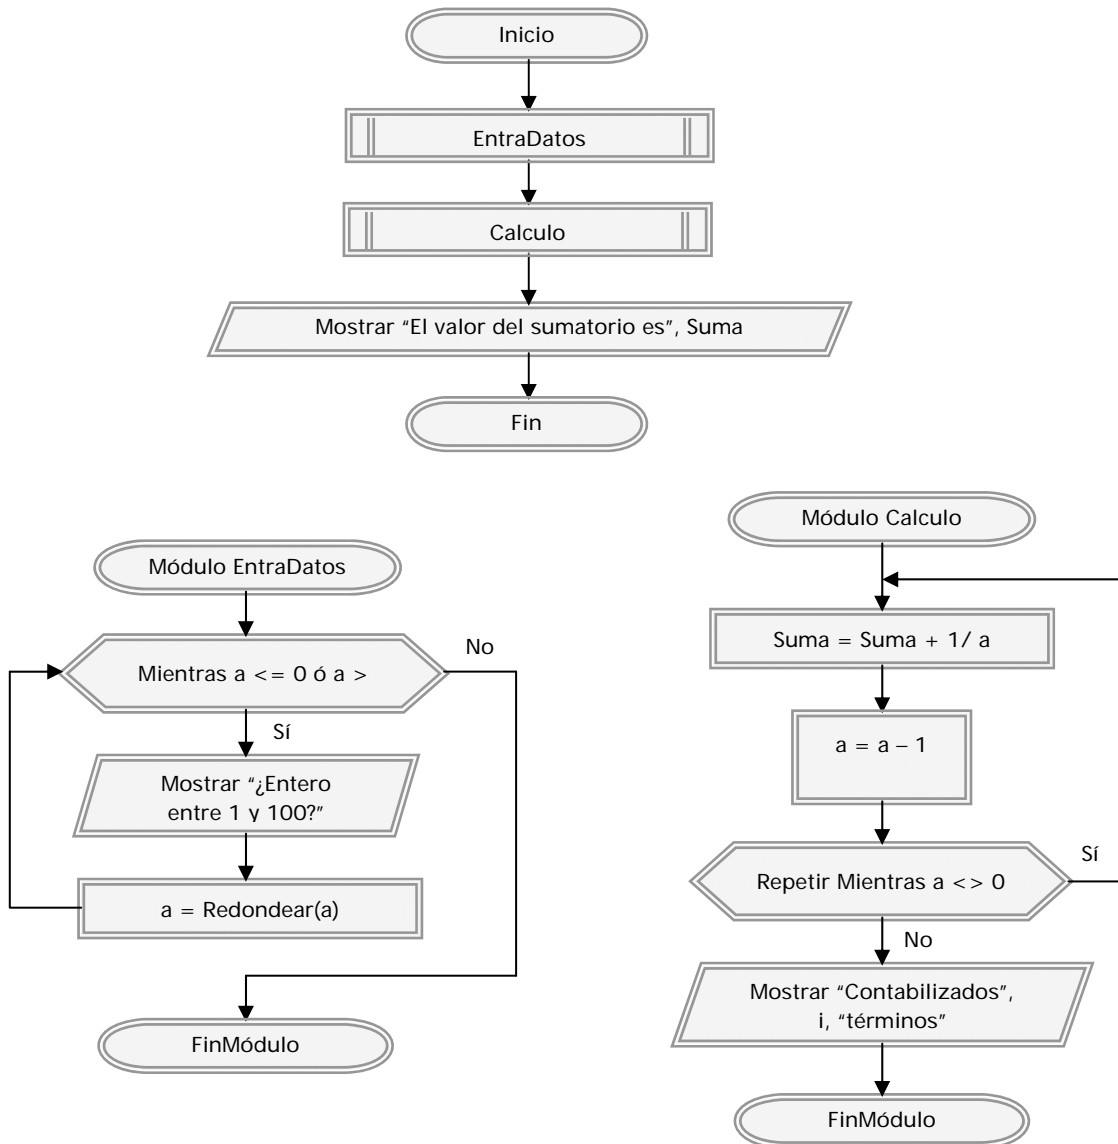 Inicio
EntraDatos
Calculo
Mostrar “El valor del sumatorio es”, Suma
Fin
Módulo EntraDatos
Mientras a <= 0 ó a >
No
Sí
Mostrar “¿Entero
entre 1 y 100?”
a = Redondear(a)
FinMódulo
Módulo Calculo
Suma = Suma + 1/ a
a = a – 1
Repetir Mientras a <> 0
Sí
No
Mostrar “Contabilizados”,
i, “términos”
FinMódulo